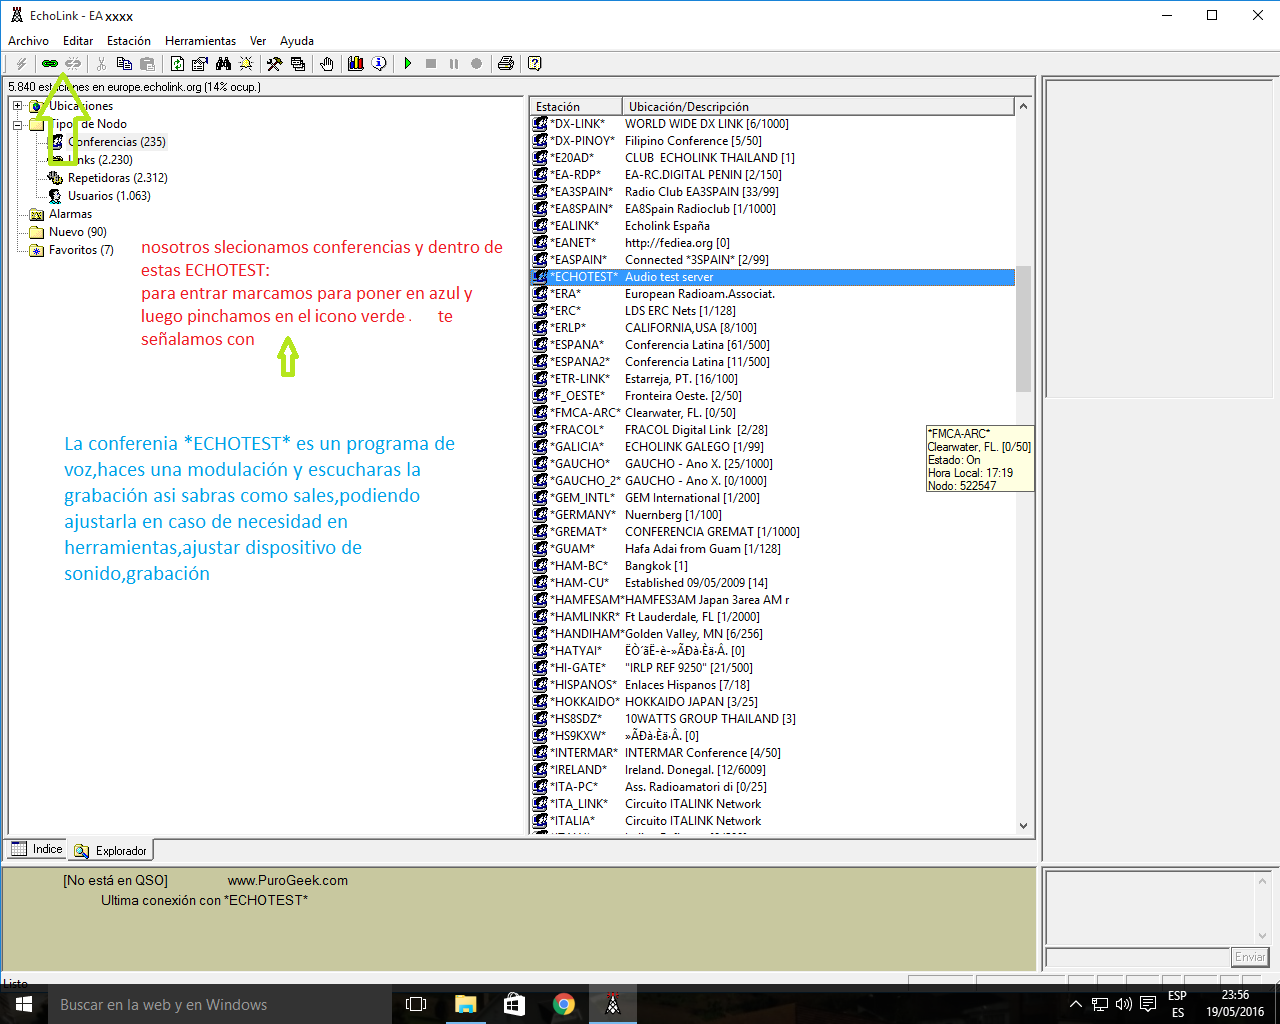 EchoLink - EA xxxx
Archivo Editar Estación Herramientas Ver Ayuda
5.840 estaciones en europe.echolink.org (14% ocup.)
Ubicaciones
Tipo de Nodo
Conferencias (235)
Links (2.230)
Repetidoras (2.312)
Usuarios (1.063)
Alarmas
Nuevo (90)
Favoritos (7)
nosotros slecionamos conferencias y dentro de
estas ECHOTEST:
para entrar marcamos para poner en azul y
luego pinchamos en el icono verde . te
señalamos con
La conferenia *ECHOTEST* es un programa de
voz,haces una modulación y escucharas la
grabación asi sabras como sales,podiendo
ajustarla en caso de necesidad en
herramientas,ajustar dispositivo de
sonido,grabación
Estación Ubicación/Descripción
*DX-LINK* WORLD WIDE DX LINK [6/1000]
*DX-PINOY* Filipino Conference [5/50]
*E20AD* CLUB ECHOLINK THAILAND [1]
*EA-RDP* EA-RC.DIGITAL PENIN [2/150]
*EA3SPAIN* Radio Club EA3SPAIN [33/99]
*EA8SPAIN* EA8Spain Radioclub [1/1000]
*EALINK* Echolink España
*EANET* http://fediea.org [0]
*EASPAIN* Connected *3SPAIN* [2/99]
*ECHOTEST* Audio test server
*ERA* European Radioam.Associat.
*ERC* LDS ERC Nets [1/128]
*ERLP* CALIFORNIA,USA [8/100]
*ESPANA* Conferencia Latina [61/500]
*ESPANA2* Conferencia Latina [11/500]
*ETR-LINK* Estarreja, PT. [16/100]
*F_OESTE* Fronteira Oeste. [2/50]
*FMCA-ARC* Clearwater, FL. [0/50]
*FRACOL* FRACOL Digital Link [2/28]
*GALICIA* ECHOLINK GALEGO [1/99]
*GAUCHO* GAUCHO - Ano X. [25/1000]
*GAUCHO_2* GAUCHO - Ano X. [0/1000]
*GEM_INTL* GEM International [1/200]
*GERMANY* Nuernberg [1/100]
*GREMAT* CONFERENCIA GREMAT [1/1000]
*GUAM* Hafa Adai from Guam [1/128]
*HAM-BC* Bangkok [1]
*HAM-CU* Established 09/05/2009 [14]
*HAMFESAM*HAMFES3AM Japan 3area AM r
*HAMLINKR* Ft Lauderdale, FL [1/2000]
*HANDIHAM*Golden Valley, MN [6/256]
*HATYAI* ËÒ´ãË-è-»ÃÐà·Èä·Â. [0]
*HI-GATE* "IRLP REF 9250" [21/500]
*HISPANOS* Enlaces Hispanos [7/18]
*HOKKAIDO* HOKKAIDO JAPAN [3/25]
*HS8SDZ* 10WATTS GROUP THAILAND [3]
*HS9KXW* »ÃÐà·Èä·Â. [0]
*INTERMAR* INTERMAR Conference [4/50]
*IRELAND* Ireland. Donegal. [12/6009]
*ITA-PC* Ass. Radioamatori di [0/25]
*ITA_LINK* Circuito ITALINK Network
*ITALIA* Circuito ITALINK Network
*FMCA-ARC*
Clearwater, FL. [0/50]
Estado: On
Hora Local: 17:19
Nodo: 522547
Indice Explorador
[No está en QSO] www.PuroGeek.com
Ultima conexión con *ECHOTEST*
Enviar
Listo
Buscar en la web y en Windows
ESP
ES
23:56
19/05/2016